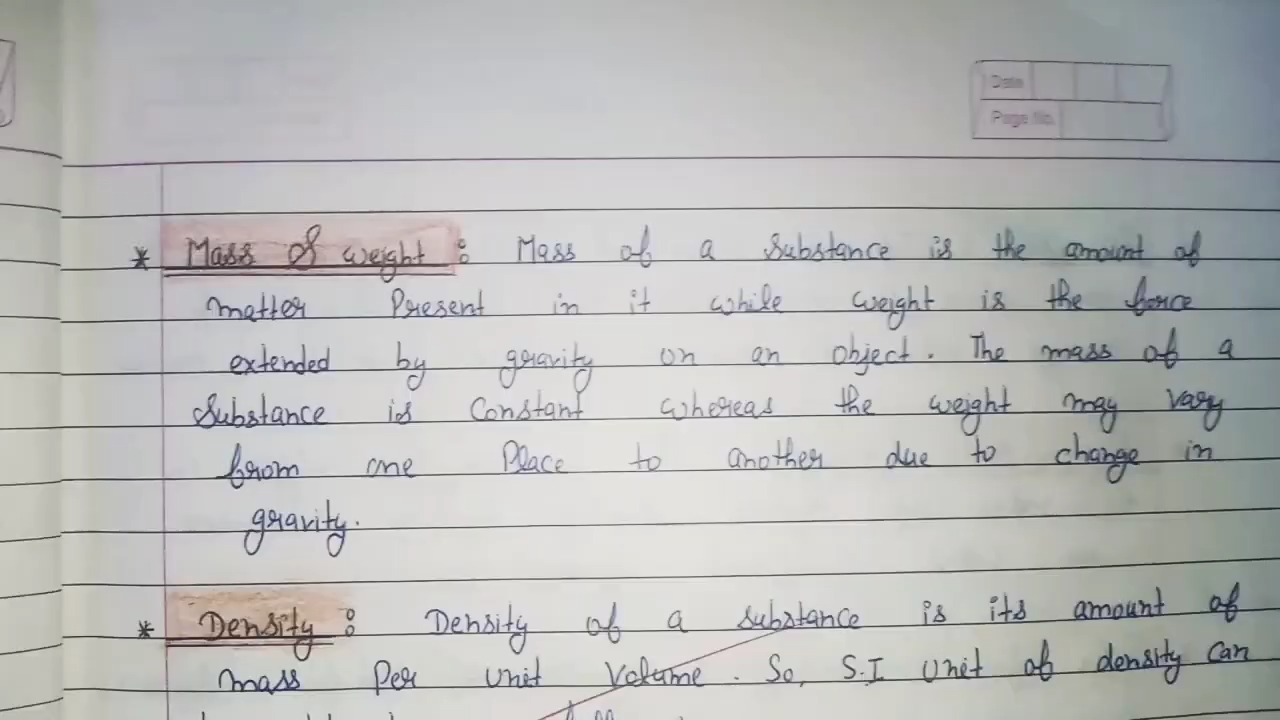 Date
Page No.
* Mass of weight : Mass of a substance is the amount of
matter Present in it while weight is the force
extended by gravity on an object. The mass of a
Substance is Constant whereas the weight may vary
from one Place to another due to change in
gravity.
* Density : Density of a substance is its amount of
mass Per unit Volume. So, S.I Unit of density can